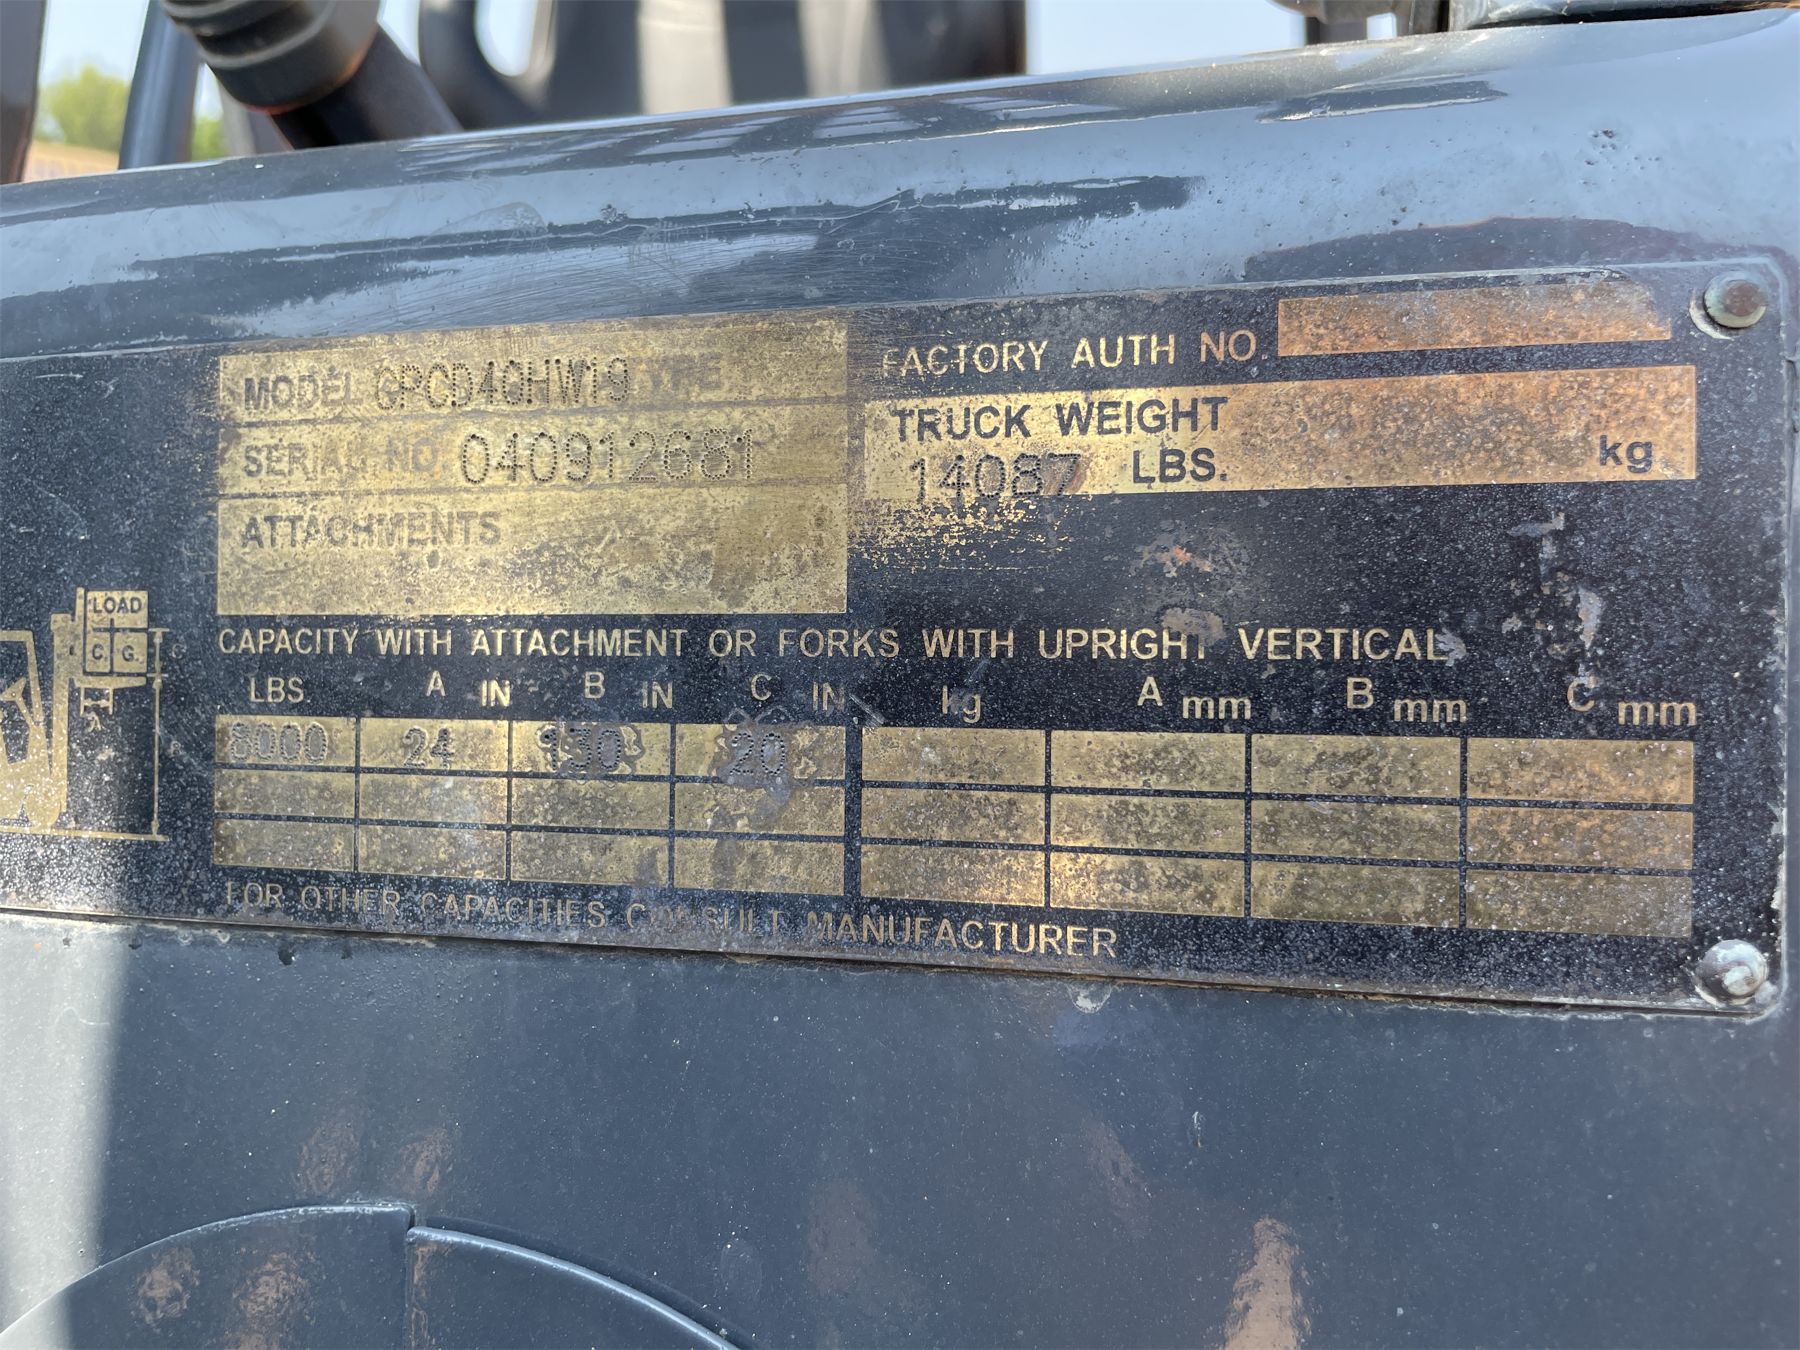 MODEL GPCD40HW19 TYPE
SERIAL NO. 040912681
ATTACHMENTS
FACTORY AUTH NO.
TRUCK WEIGHT
14087 LBS. kg
LOAD
C. G.
CAPACITY WITH ATTACHMENT OR FORKS WITH UPRIGHT VERTICAL
LBS. A IN B IN C IN kg A mm B mm C mm
8000 24 130 20
FOR OTHER CAPACITIES CONSULT MANUFACTURER